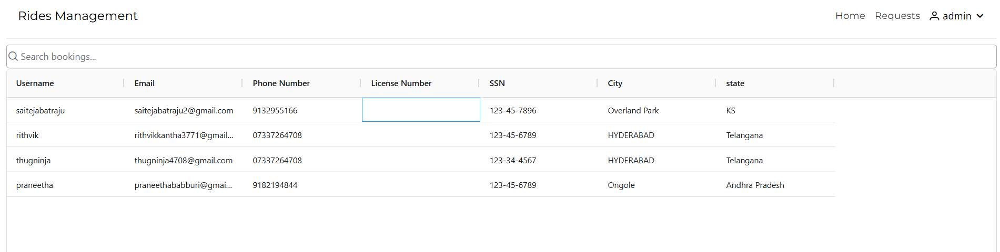 Rides Management Home Requests admin
Search bookings...
Username Email Phone Number License Number SSN City state
saitejabatraju saitejabatraju2@gmail.com 9132955166 123-45-7896 Overland Park KS
rithvik rithvikkantha3771@gmail... 07337264708 123-45-6789 HYDERABAD Telangana
thugninja thugninja4708@gmail.com 07337264708 123-34-4567 HYDERABAD Telangana
praneetha praneethababburi@gmai... 9182194844 123-45-6789 Ongole Andhra Pradesh